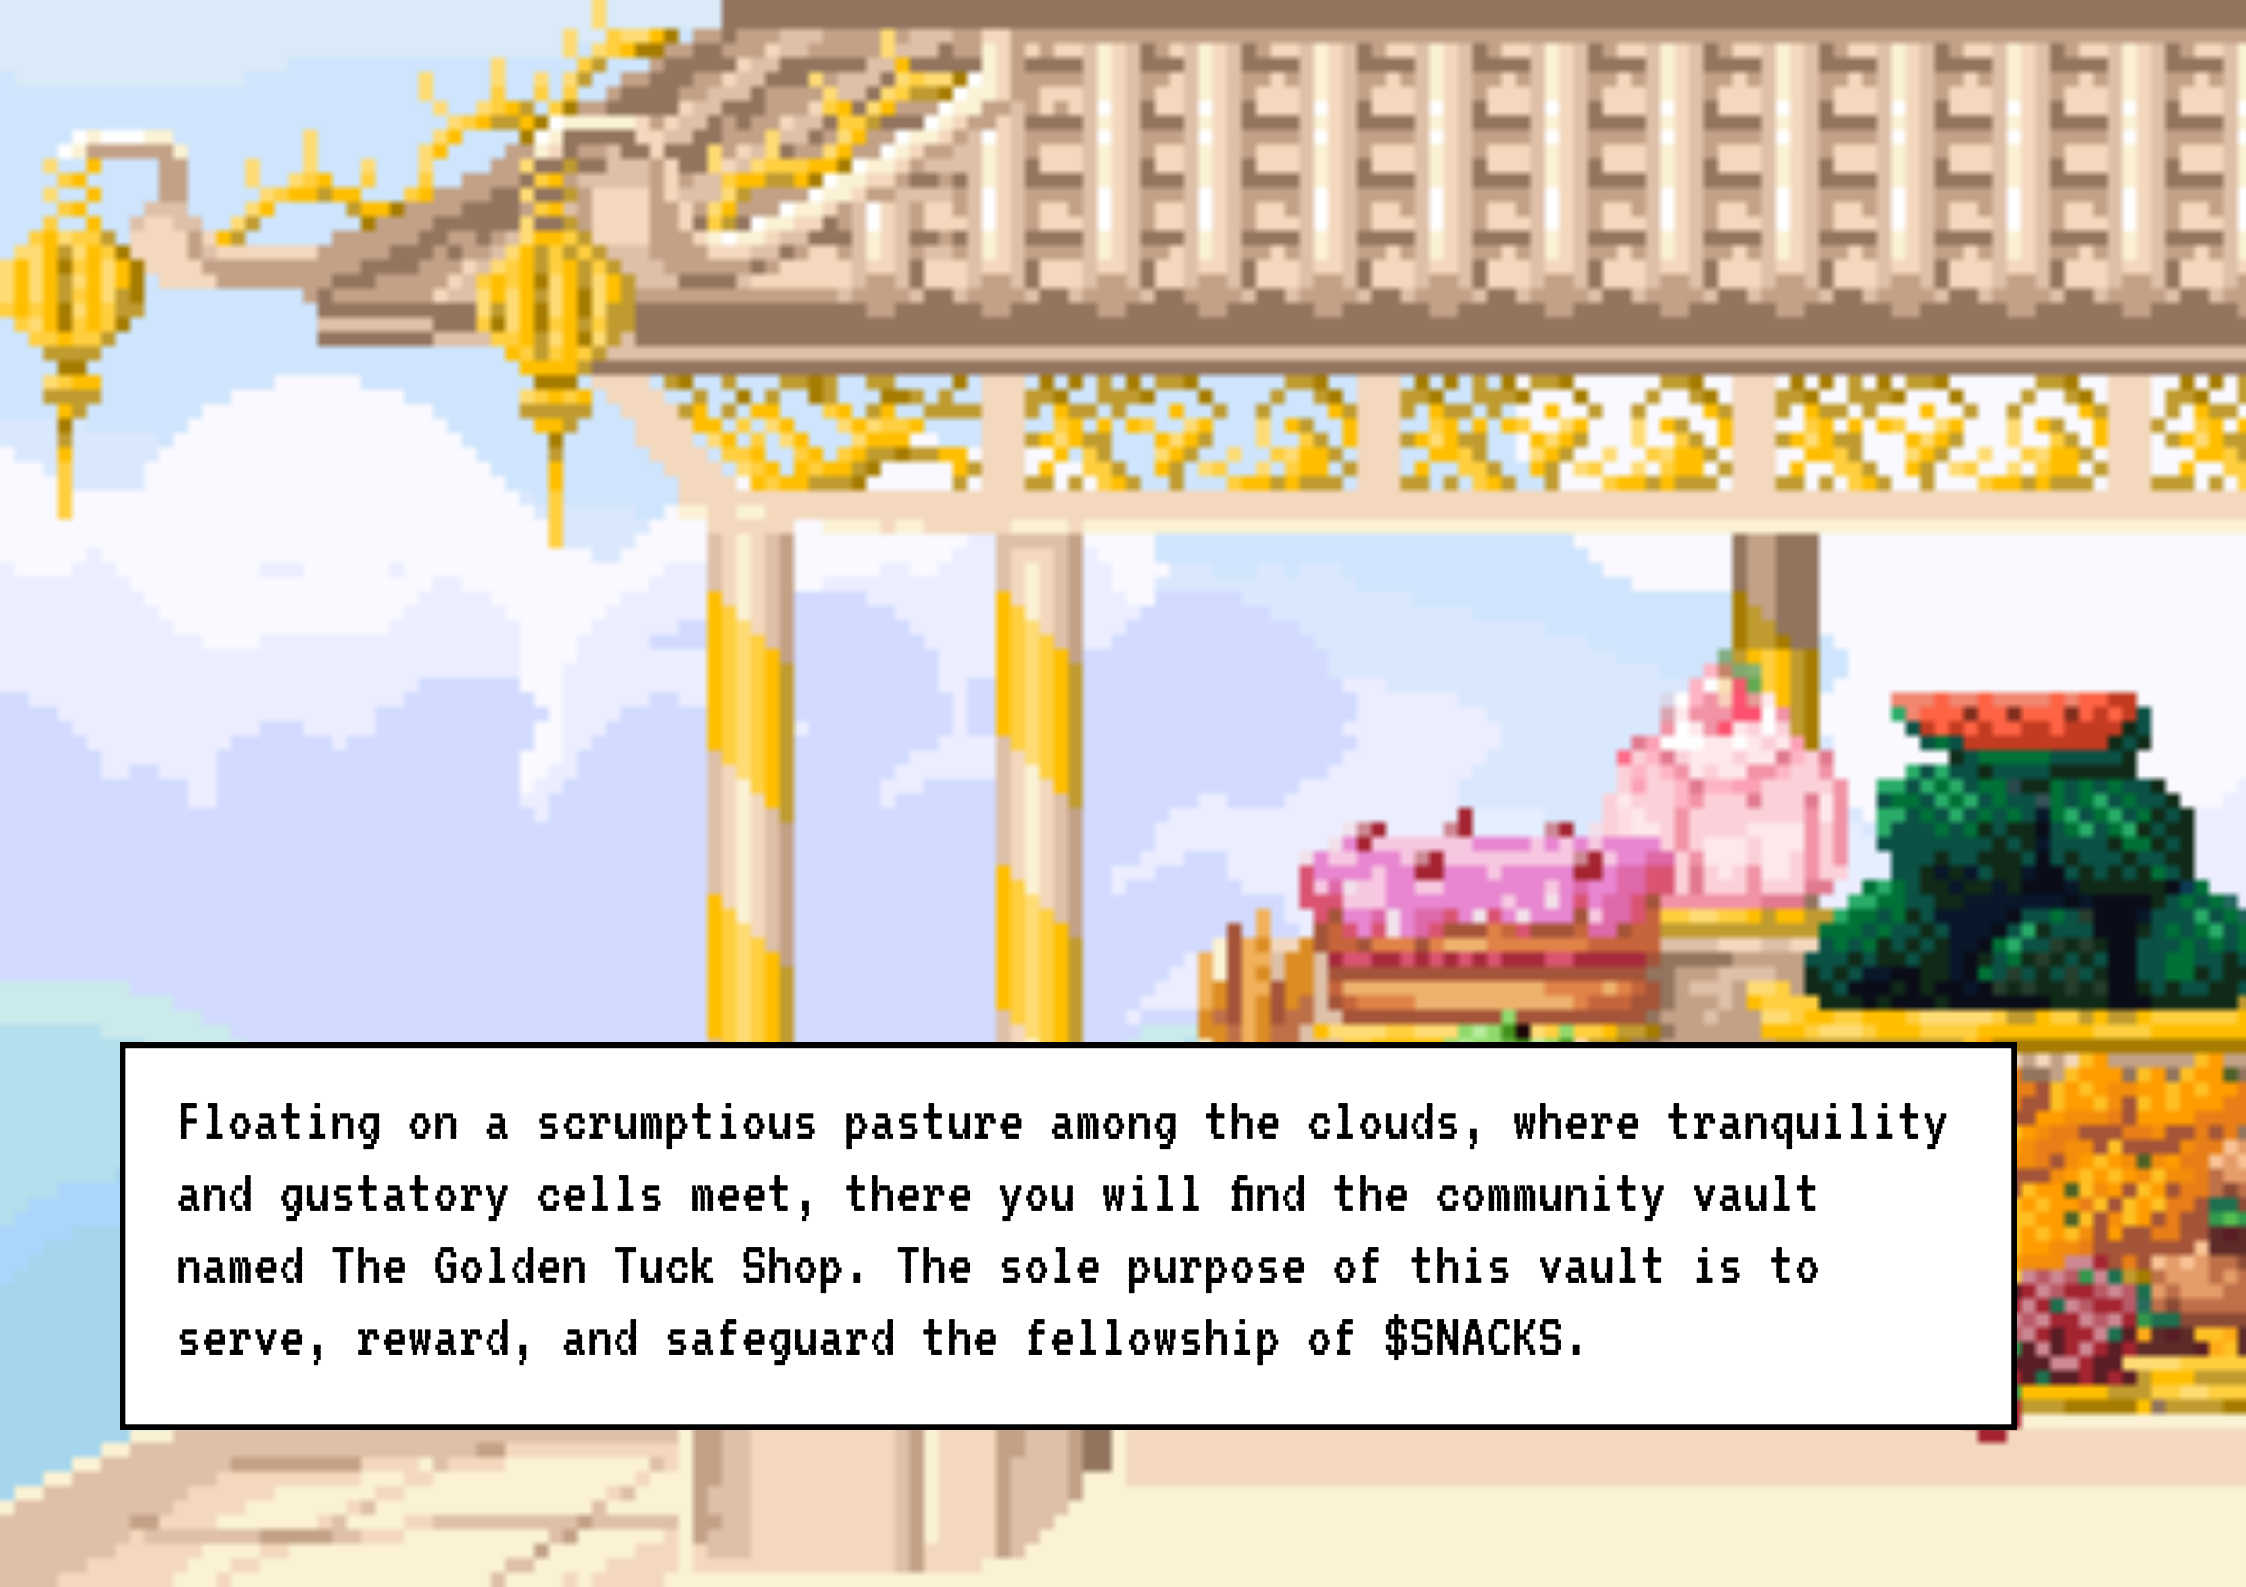 Floating on a scrumptious pasture among the clouds, where tranquility
and gustatory cells meet, there you will find the community vault
named The Golden Tuck Shop. The sole purpose of this vault is to
serve, reward, and safeguard the fellowship of $SNACKS.